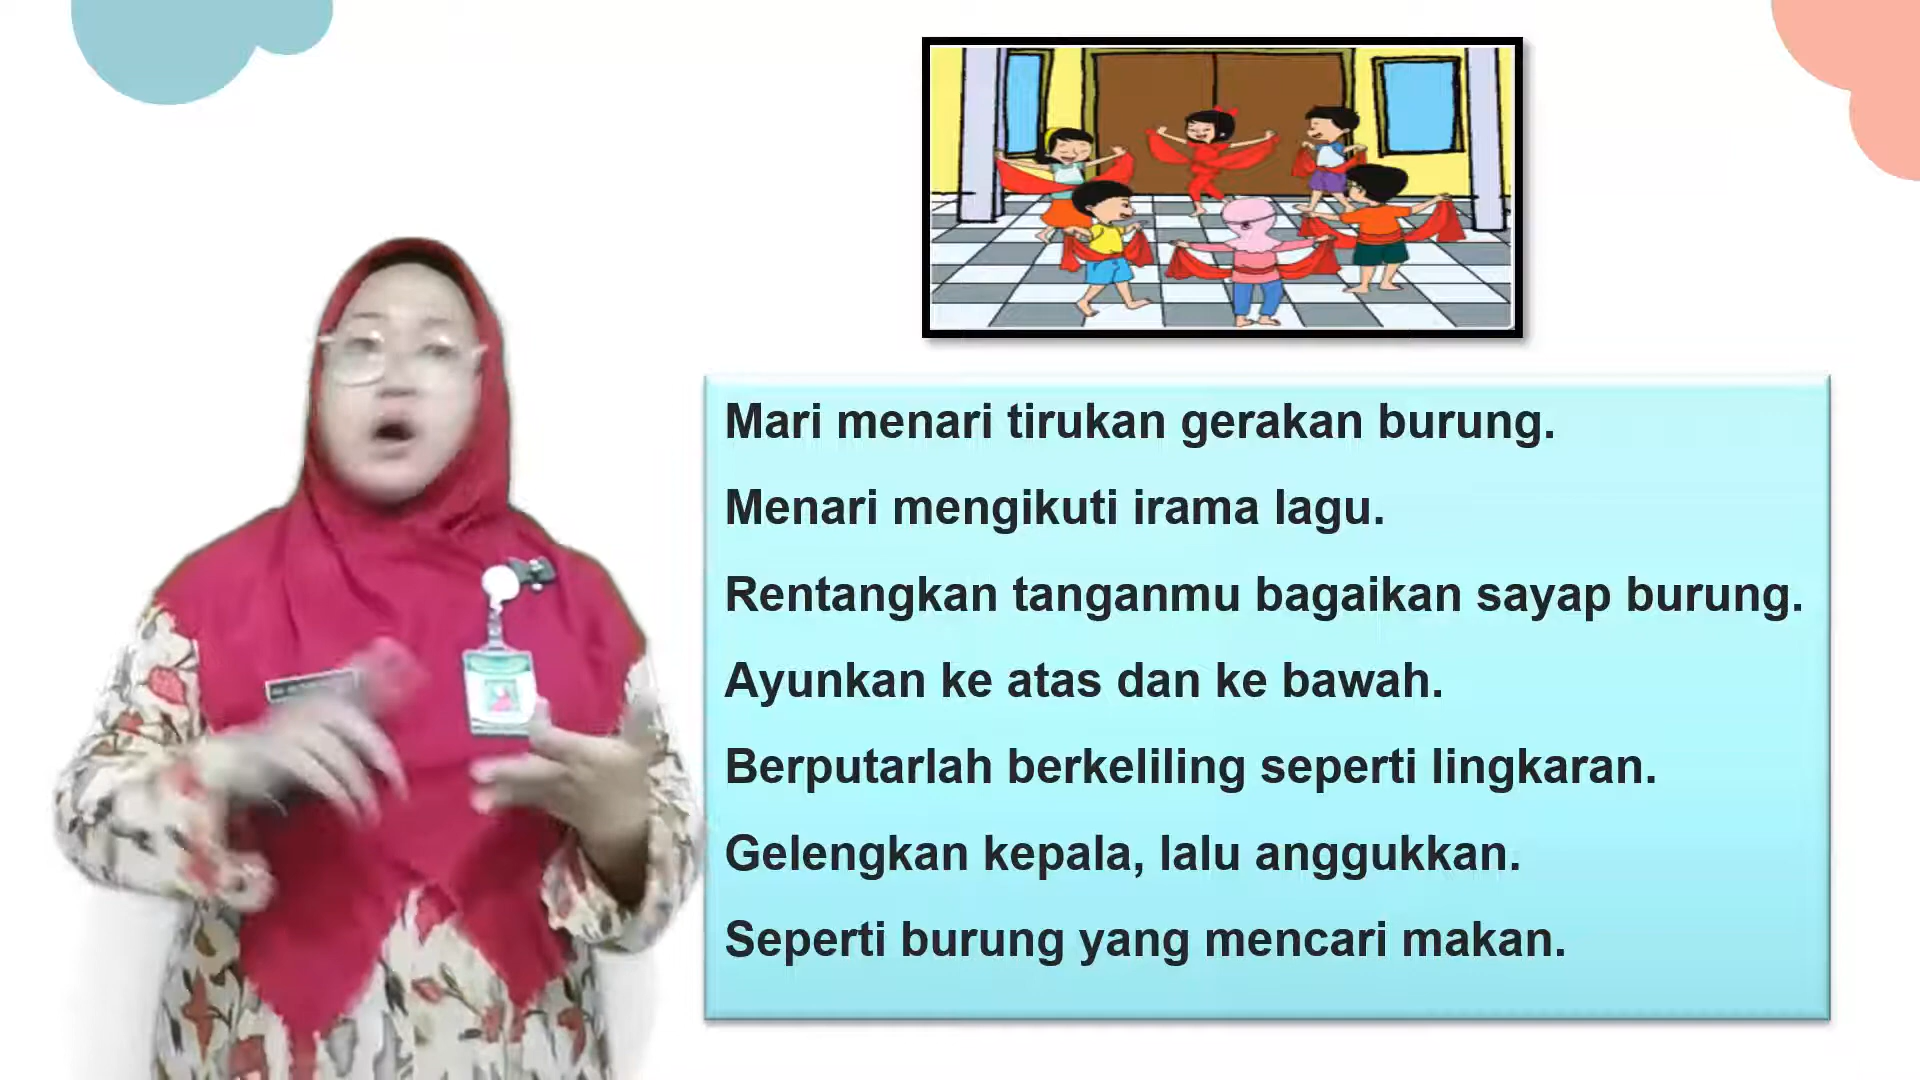 Mari menari tirukan gerakan burung.
Menari mengikuti irama lagu.
Rentangkan tanganmu bagaikan sayap burung.
Ayunkan ke atas dan ke bawah.
Berputarlah berkeliling seperti lingkaran.
Gelengkan kepala, lalu anggukkan.
Seperti burung yang mencari makan.